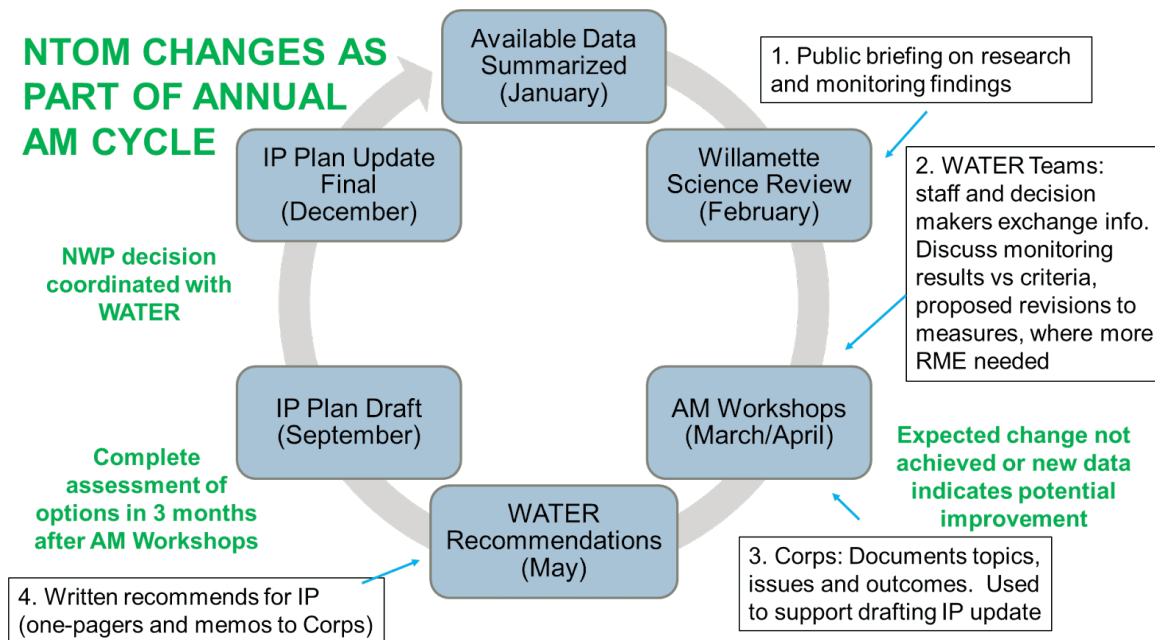 NTOM CHANGES AS
PART OF ANNUAL
AM CYCLE
Available Data
Summarized
(January)
1. Public briefing on research
and monitoring findings
Willamette
Science Review
(February)
2. WATER Teams:
staff and decision
makers exchange info.
Discuss monitoring
results vs criteria,
proposed revisions to
measures, where more
RME needed
AM Workshops
(March/April)
Expected change not
achieved or new data
indicates potential
improvement
3. Corps: Documents topics,
issues and outcomes.  Used
to support drafting IP update
WATER
Recommendations
(May)
4. Written recommends for IP
(one-pagers and memos to Corps)
Complete
assessment of
options in 3 months
after AM Workshops
IP Plan Draft
(September)
NWP decision
coordinated with
WATER
IP Plan Update
Final
(December)